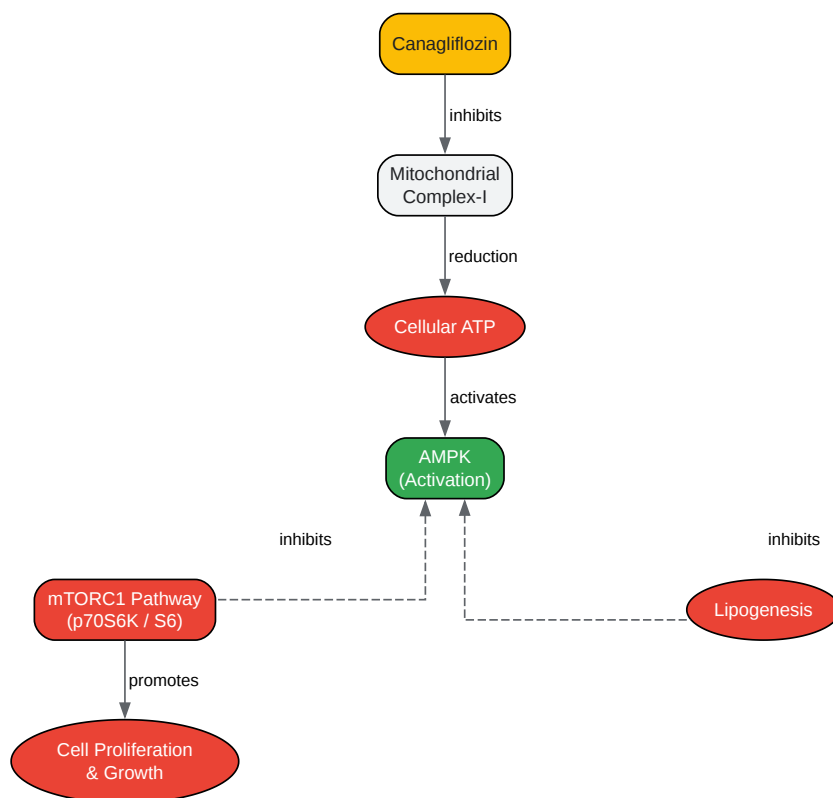 Canagliflozin
inhibits
Mitochondrial
Complex-I
reduction
Cellular ATP
activates
AMPK
(Activation)
inhibits
inhibits
mTORC1 Pathway
(p70S6K / S6)
Lipogenesis
promotes
Cell Proliferation
& Growth